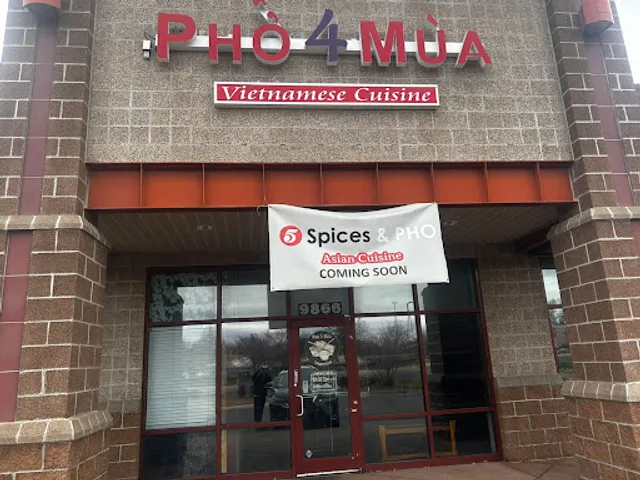 PHỞ 4 MÙA
Vietnamese Cuisine
5 Spices & PHO
Asian Cuisine
COMING SOON
9866